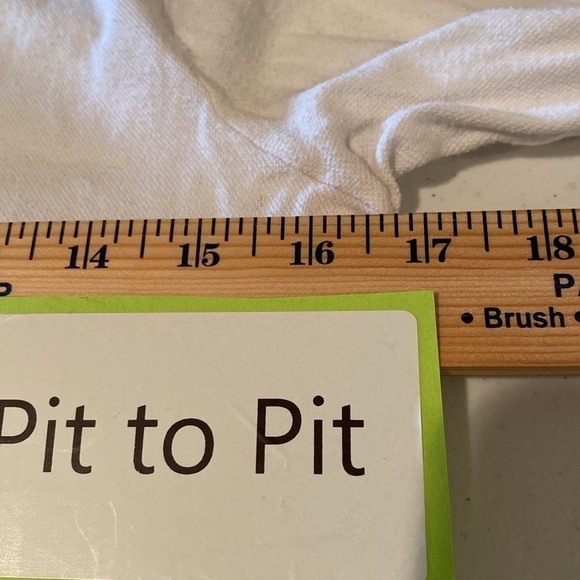 14 15 16 17 18
• Brush •
Pit to Pit